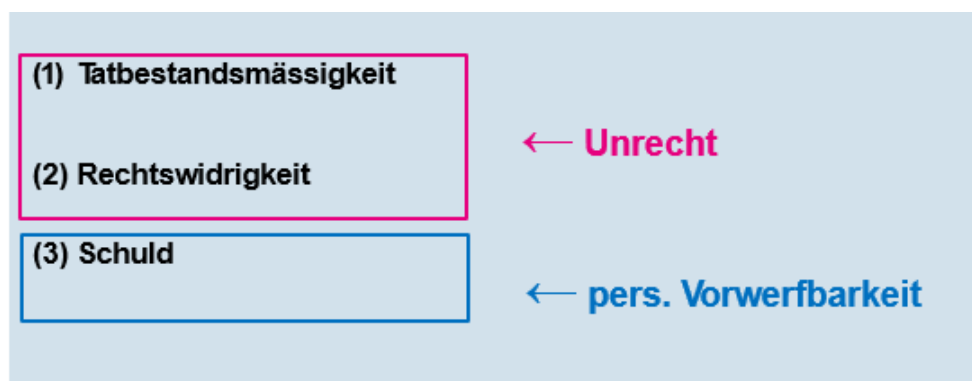 (1) Tatbestandsmässigkeit
← Unrecht
(2) Rechtswidrigkeit
(3) Schuld
← pers. Vorwerfbarkeit